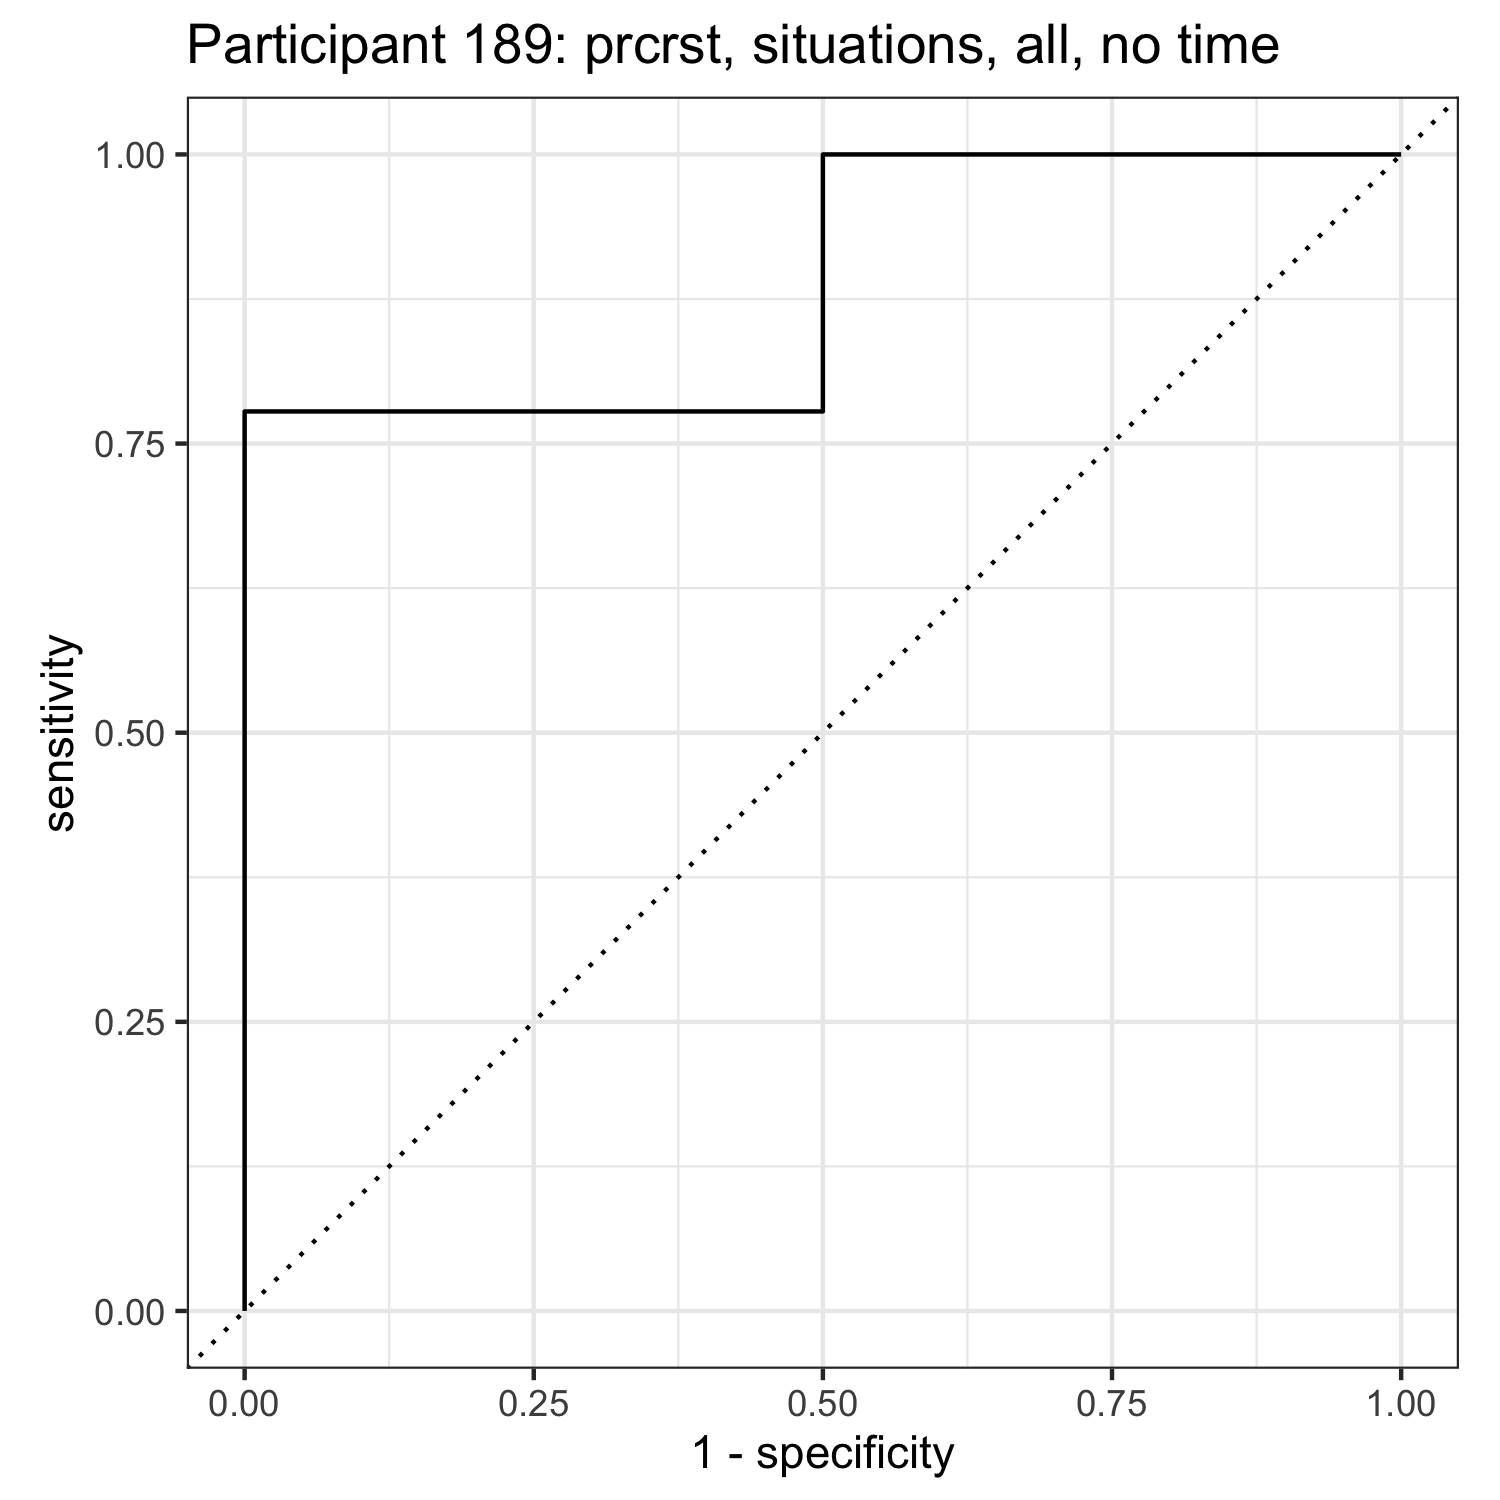 Participant 189: prcrst, situations, all, no time
1.00
0.75
0.50
0.25
0.00
sensitivity
0.00 0.25 0.50 0.75 1.00
1 - specificity